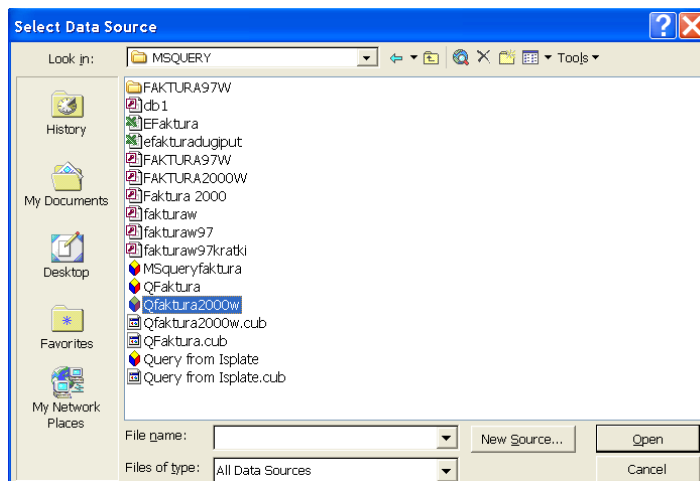 Select Data Source
Look in:
MSQUERY
Tools
History
My Documents
Desktop
Favorites
My Network
Places
FAKTURA97W
db1
EFaktura
efakturadugiput
FAKTURA97W
FAKTURA2000W
Faktura 2000
fakturaw
fakturaw97
fakturaw97kratki
MSqueryfaktura
QFaktura
Qfaktura2000w
Qfaktura2000w.cub
QFaktura.cub
Query from Isplate
Query from Isplate.cub
File name:
New Source...
Open
Files of type:
All Data Sources
Cancel